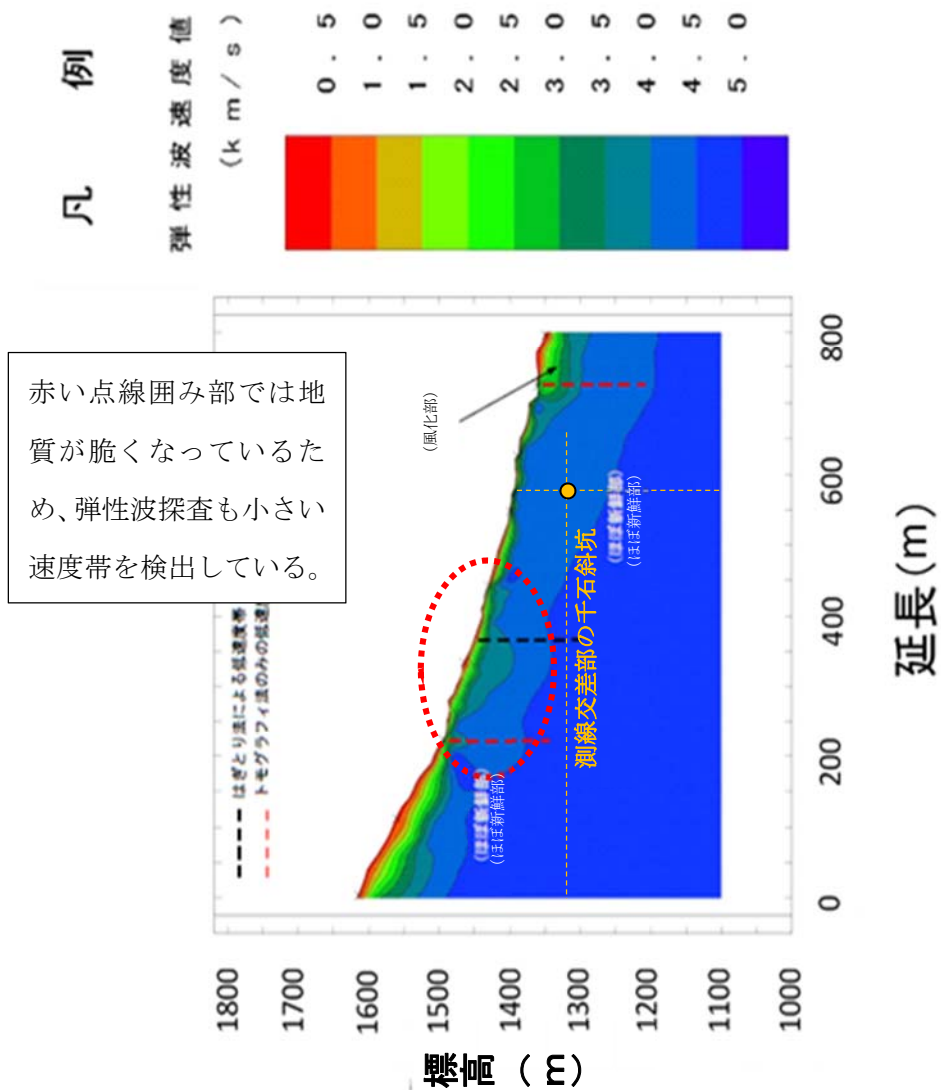 凡 例
弾性波速度値
(km/s)
0.5
1.0
1.5
2.0
2.5
3.0
3.5
4.0
4.5
5.0
赤い点線囲み部では地
質が脆くなっているた
め、弾性波探査も小さい
速度帯を検出している。
はぎとり法による低速度帯
トモグラフィ法のみの低速
(風化部)
(ほぼ新鮮部)
(ほぼ新鮮部)
測線交差部の千石斜坑
標高(m)
1800
1700
1600
1500
1400
1300
1200
1100
1000
0
200
400
600
800
延長(m)